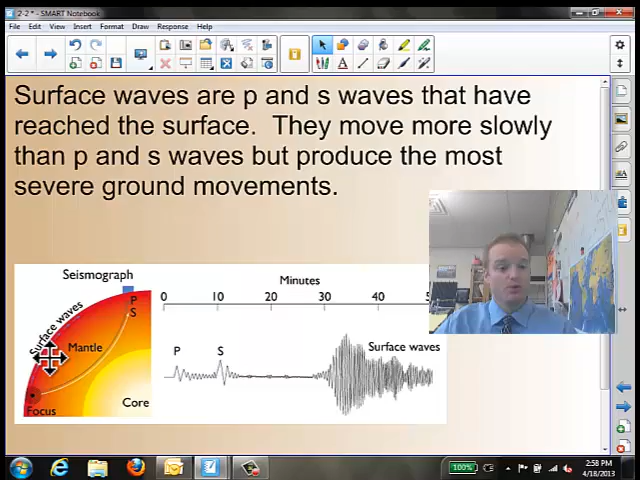 2-2 * - SMART Notebook
File Edit View Insert Format Draw Response Help
Surface waves are p and s waves that have
reached the surface. They move more slowly
than p and s waves but produce the most
severe ground movements.
Seismograph
P
S
Surface waves
Mantle
Core
Focus
Minutes
0 10 20 30 40
P S Surface waves
100%
2:58 PM
4/18/2013